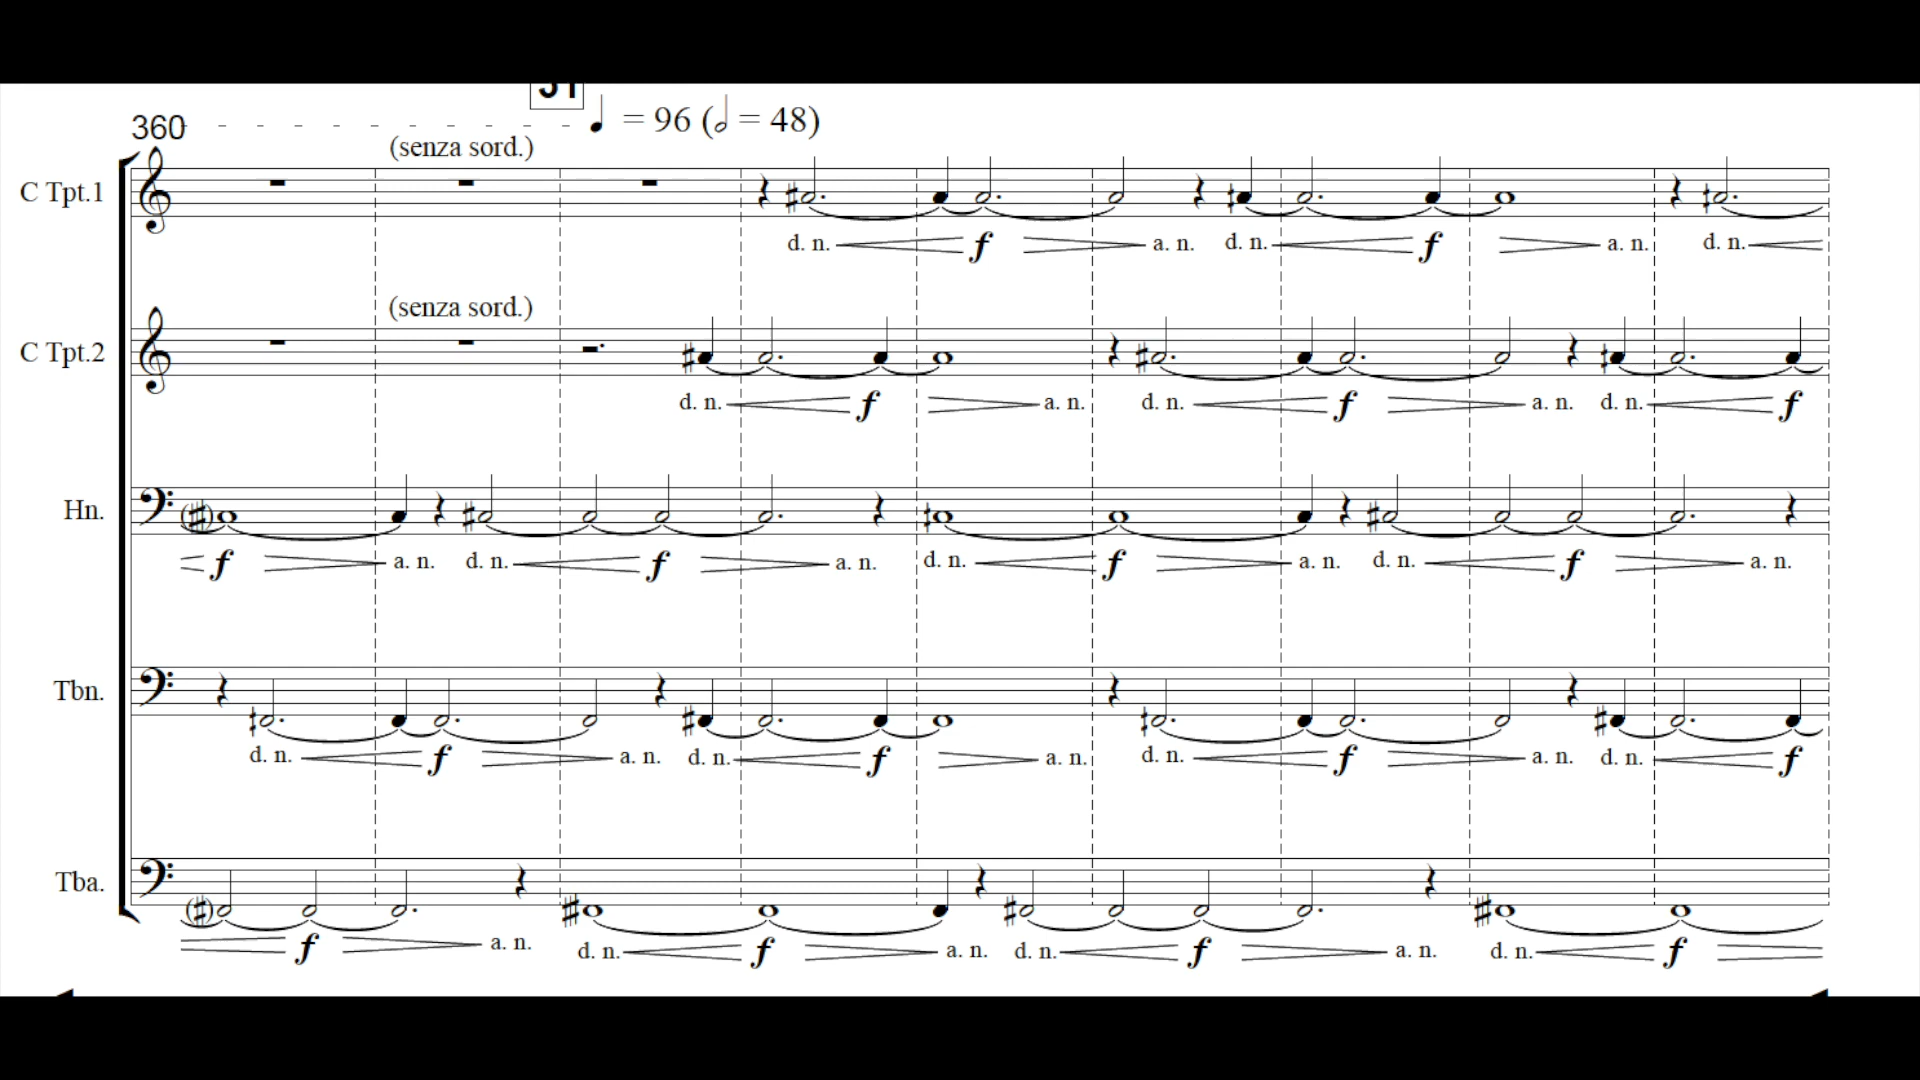 360
♩ = 96 (𝅗𝅥 = 48)
(senza sord.)
C Tpt.1
d. n. f a. n. d. n. f a. n. d. n.
(senza sord.)
C Tpt.2
d. n. f a. n. d. n. f a. n. d. n. f
Hn.
f a. n. d. n. f a. n. d. n. f a. n. d. n. f a. n.
Tbn.
d. n. f a. n. d. n. f a. n. d. n. f a. n. d. n. f
Tba.
f a. n. d. n. f a. n. d. n. f a. n. d. n. f